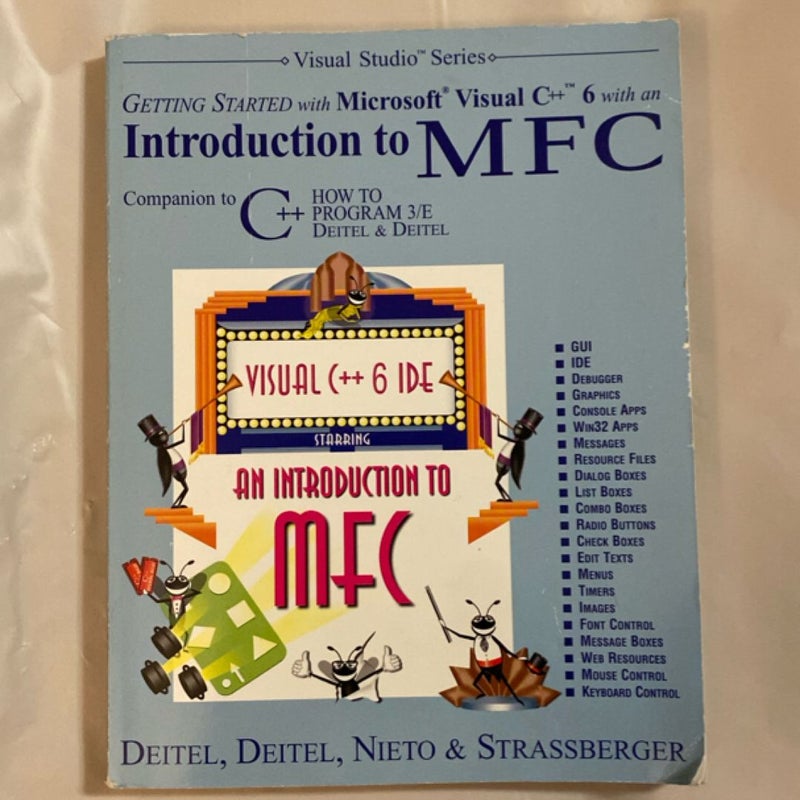 Visual Studio™ Series
GETTING STARTED with Microsoft® Visual C++™ 6 with an
Introduction to MFC
Companion to C++ HOW TO
PROGRAM 3/E
DEITEL & DEITEL
VISUAL C++ 6 IDE
STARRING
AN INTRODUCTION TO
MFC
GUI
IDE
DEBUGGER
GRAPHICS
CONSOLE APPS
WIN32 APPS
MESSAGES
RESOURCE FILES
DIALOG BOXES
LIST BOXES
COMBO BOXES
RADIO BUTTONS
CHECK BOXES
EDIT TEXTS
MENUS
TIMERS
IMAGES
FONT CONTROL
MESSAGE BOXES
WEB RESOURCES
MOUSE CONTROL
KEYBOARD CONTROL
DEITEL, DEITEL, NIETO & STRASSBERGER